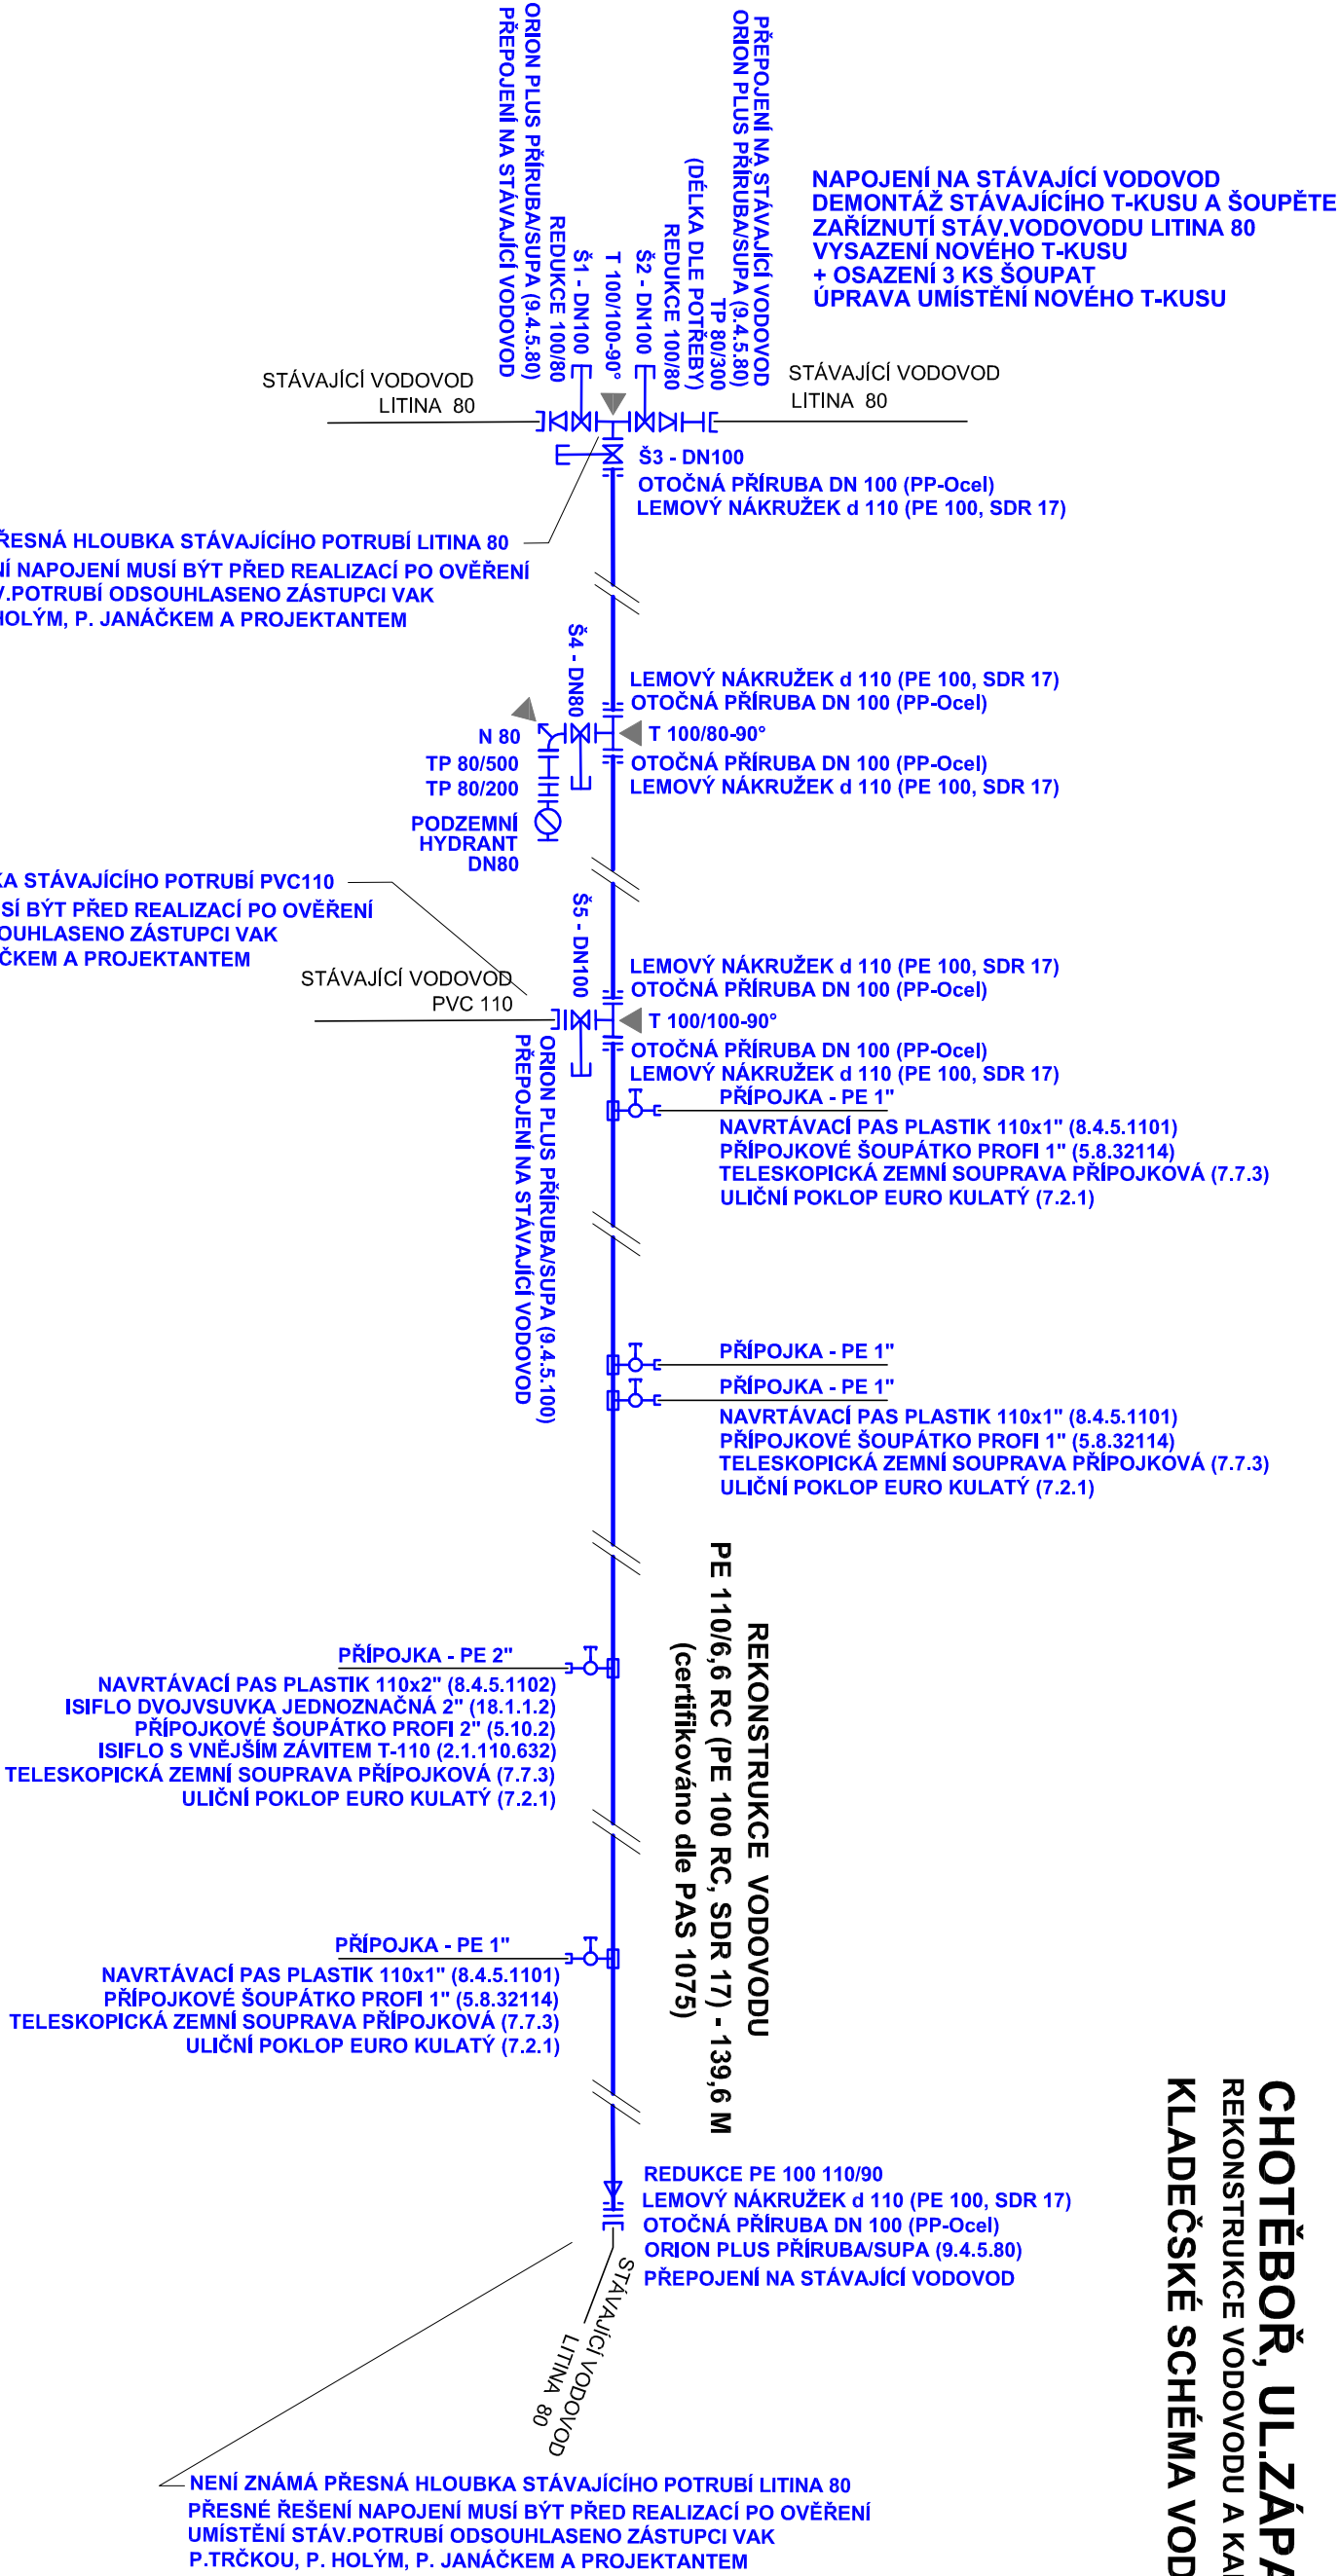 ORION PLUS PŘÍRUBA/SUPA (9.4.5.80)
PŘEPOJENÍ NA STÁVAJÍCÍ VODOVOD
REDUKCE 100/80
Š1 - DN100
T 100/100-90°
Š2 - DN100
REDUKCE 100/80
(DÉLKA DLE POTŘEBY)
TP 80/300
ORION PLUS PŘÍRUBA/SUPA (9.4.5.80)
PŘEPOJENÍ NA STÁVAJÍCÍ VODOVOD
NAPOJENÍ NA STÁVAJÍCÍ VODOVOD
DEMONTÁŽ STÁVAJÍCÍHO T-KUSU A ŠOUPĚTE
ZAŘÍZNUTÍ STÁV.VODOVODU LITINA 80
VYSAZENÍ NOVÉHO T-KUSU
+ OSAZENÍ 3 KS ŠOUPAT
ÚPRAVA UMÍSTĚNÍ NOVÉHO T-KUSU
STÁVAJÍCÍ VODOVOD
LITINA 80
STÁVAJÍCÍ VODOVOD
LITINA 80
Š3 - DN100
OTOČNÁ PŘÍRUBA DN 100 (PP-Ocel)
LEMOVÝ NÁKRUŽEK d 110 (PE 100, SDR 17)
ŘESNÁ HLOUBKA STÁVAJÍCÍHO POTRUBÍ LITINA 80
NÍ NAPOJENÍ MUSÍ BÝT PŘED REALIZACÍ PO OVĚŘENÍ
V.POTRUBÍ ODSOUHLASENO ZÁSTUPCI VAK
HOLÝM, P. JANÁČKEM A PROJEKTANTEM
Š4 - DN80
LEMOVÝ NÁKRUŽEK d 110 (PE 100, SDR 17)
OTOČNÁ PŘÍRUBA DN 100 (PP-Ocel)
T 100/80-90°
OTOČNÁ PŘÍRUBA DN 100 (PP-Ocel)
LEMOVÝ NÁKRUŽEK d 110 (PE 100, SDR 17)
N 80
TP 80/500
TP 80/200
PODZEMNÍ
HYDRANT
DN80
KA STÁVAJÍCÍHO POTRUBÍ PVC110
SÍ BÝT PŘED REALIZACÍ PO OVĚŘENÍ
OUHLASENO ZÁSTUPCI VAK
ČKEM A PROJEKTANTEM
STÁVAJÍCÍ VODOVOD
PVC 110
Š5 - DN100
LEMOVÝ NÁKRUŽEK d 110 (PE 100, SDR 17)
OTOČNÁ PŘÍRUBA DN 100 (PP-Ocel)
T 100/100-90°
OTOČNÁ PŘÍRUBA DN 100 (PP-Ocel)
LEMOVÝ NÁKRUŽEK d 110 (PE 100, SDR 17)
ORION PLUS PŘÍRUBA/SUPA (9.4.5.100)
PŘEPOJENÍ NA STÁVAJÍCÍ VODOVOD
PŘÍPOJKA - PE 1"
NAVRTÁVACÍ PAS PLASTIK 110x1" (8.4.5.1101)
PŘÍPOJKOVÉ ŠOUPÁTKO PROFI 1" (5.8.32114)
TELESKOPICKÁ ZEMNÍ SOUPRAVA PŘÍPOJKOVÁ (7.7.3)
ULIČNÍ POKLOP EURO KULATÝ (7.2.1)
PŘÍPOJKA - PE 1"
PŘÍPOJKA - PE 1"
NAVRTÁVACÍ PAS PLASTIK 110x1" (8.4.5.1101)
PŘÍPOJKOVÉ ŠOUPÁTKO PROFI 1" (5.8.32114)
TELESKOPICKÁ ZEMNÍ SOUPRAVA PŘÍPOJKOVÁ (7.7.3)
ULIČNÍ POKLOP EURO KULATÝ (7.2.1)
REKONSTRUKCE VODOVODU
PE 110/6,6 RC (PE 100 RC, SDR 17) - 139,6 M
(certifikováno dle PAS 1075)
PŘÍPOJKA - PE 2"
NAVRTÁVACÍ PAS PLASTIK 110x2" (8.4.5.1102)
ISIFLO DVOJVSUVKA JEDNOZNAČNÁ 2" (18.1.1.2)
PŘÍPOJKOVÉ ŠOUPÁTKO PROFI 2" (5.10.2)
ISIFLO S VNĚJŠÍM ZÁVITEM T-110 (2.1.110.632)
TELESKOPICKÁ ZEMNÍ SOUPRAVA PŘÍPOJKOVÁ (7.7.3)
ULIČNÍ POKLOP EURO KULATÝ (7.2.1)
PŘÍPOJKA - PE 1"
NAVRTÁVACÍ PAS PLASTIK 110x1" (8.4.5.1101)
PŘÍPOJKOVÉ ŠOUPÁTKO PROFI 1" (5.8.32114)
TELESKOPICKÁ ZEMNÍ SOUPRAVA PŘÍPOJKOVÁ (7.7.3)
ULIČNÍ POKLOP EURO KULATÝ (7.2.1)
REDUKCE PE 100 110/90
LEMOVÝ NÁKRUŽEK d 110 (PE 100, SDR 17)
OTOČNÁ PŘÍRUBA DN 100 (PP-Ocel)
ORION PLUS PŘÍRUBA/SUPA (9.4.5.80)
PŘEPOJENÍ NA STÁVAJÍCÍ VODOVOD
STÁVAJÍCÍ VODOVOD
LITINA 80
NENÍ ZNÁMÁ PŘESNÁ HLOUBKA STÁVAJÍCÍHO POTRUBÍ LITINA 80
PŘESNÉ ŘEŠENÍ NAPOJENÍ MUSÍ BÝT PŘED REALIZACÍ PO OVĚŘENÍ
UMÍSTĚNÍ STÁV.POTRUBÍ ODSOUHLASENO ZÁSTUPCI VAK
P.TRČKOU, P. HOLÝM, P. JANÁČKEM A PROJEKTANTEM
CHOTĚBOŘ, UL.ZÁPA
REKONSTRUKCE VODOVODU A KA
KLADEČSKÉ SCHÉMA VOD